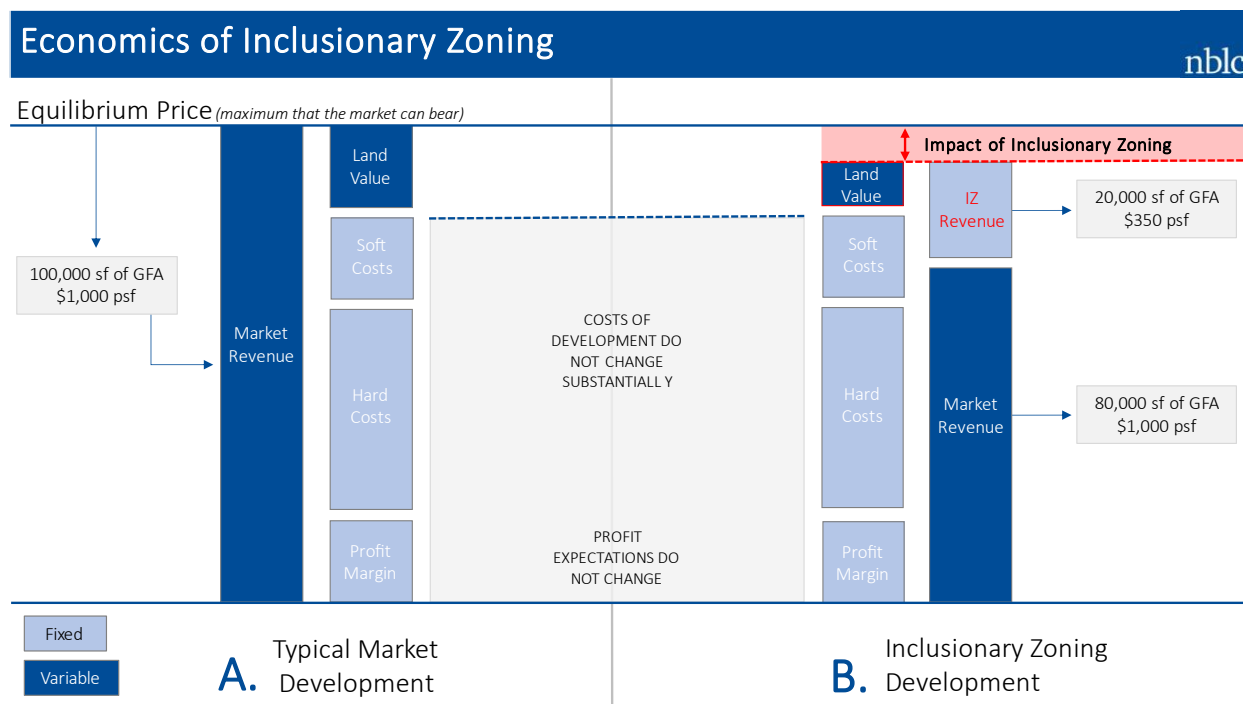 Economics of Inclusionary Zoning
nblc
Equilibrium Price (maximum that the market can bear)
Land
Value
Soft
Costs
100,000 sf of GFA
$1,000 psf
Market
Revenue
Hard
Costs
Profit
Margin
COSTS OF
DEVELOPMENT DO
NOT CHANGE
SUBSTANTIALL Y
PROFIT
EXPECTATIONS DO
NOT CHANGE
Impact of Inclusionary Zoning
Land
Value
IZ
Revenue
20,000 sf of GFA
$350 psf
Soft
Costs
Hard
Costs
Market
Revenue
80,000 sf of GFA
$1,000 psf
Profit
Margin
Fixed
Variable
A. Typical Market
Development
B. Inclusionary Zoning
Development